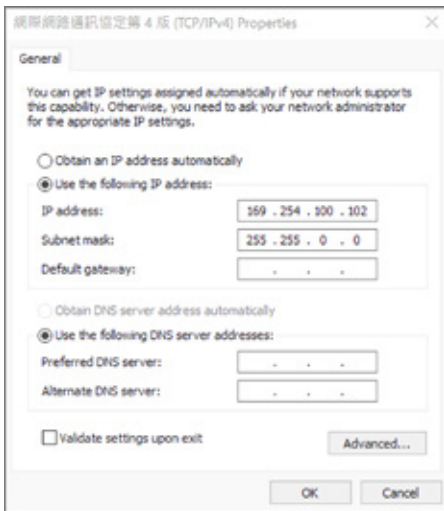 網際網路通訊協定第 4 版 (TCP/IPv4) Properties
General
You can get IP settings assigned automatically if your network supports
this capability. Otherwise, you need to ask your network administrator
for the appropriate IP settings.
Obtain an IP address automatically
Use the following IP address:
IP address: 169 . 254 . 100 . 102
Subnet mask: 255 . 255 . 0 . 0
Default gateway: . . .
Obtain DNS server address automatically
Use the following DNS server addresses:
Preferred DNS server: . . .
Alternate DNS server: . . .
Validate settings upon exit
Advanced...
OK Cancel